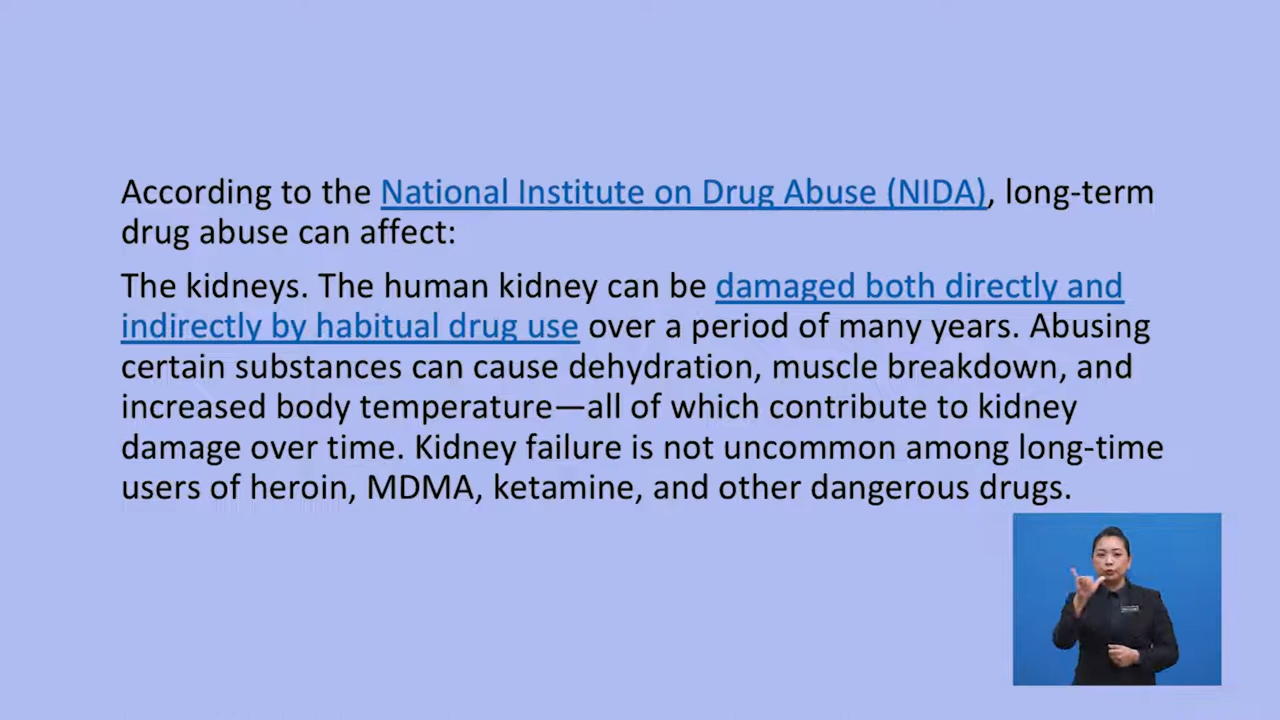 According to the National Institute on Drug Abuse (NIDA), long-term
drug abuse can affect:
The kidneys. The human kidney can be damaged both directly and
indirectly by habitual drug use over a period of many years. Abusing
certain substances can cause dehydration, muscle breakdown, and
increased body temperature—all of which contribute to kidney
damage over time. Kidney failure is not uncommon among long-time
users of heroin, MDMA, ketamine, and other dangerous drugs.